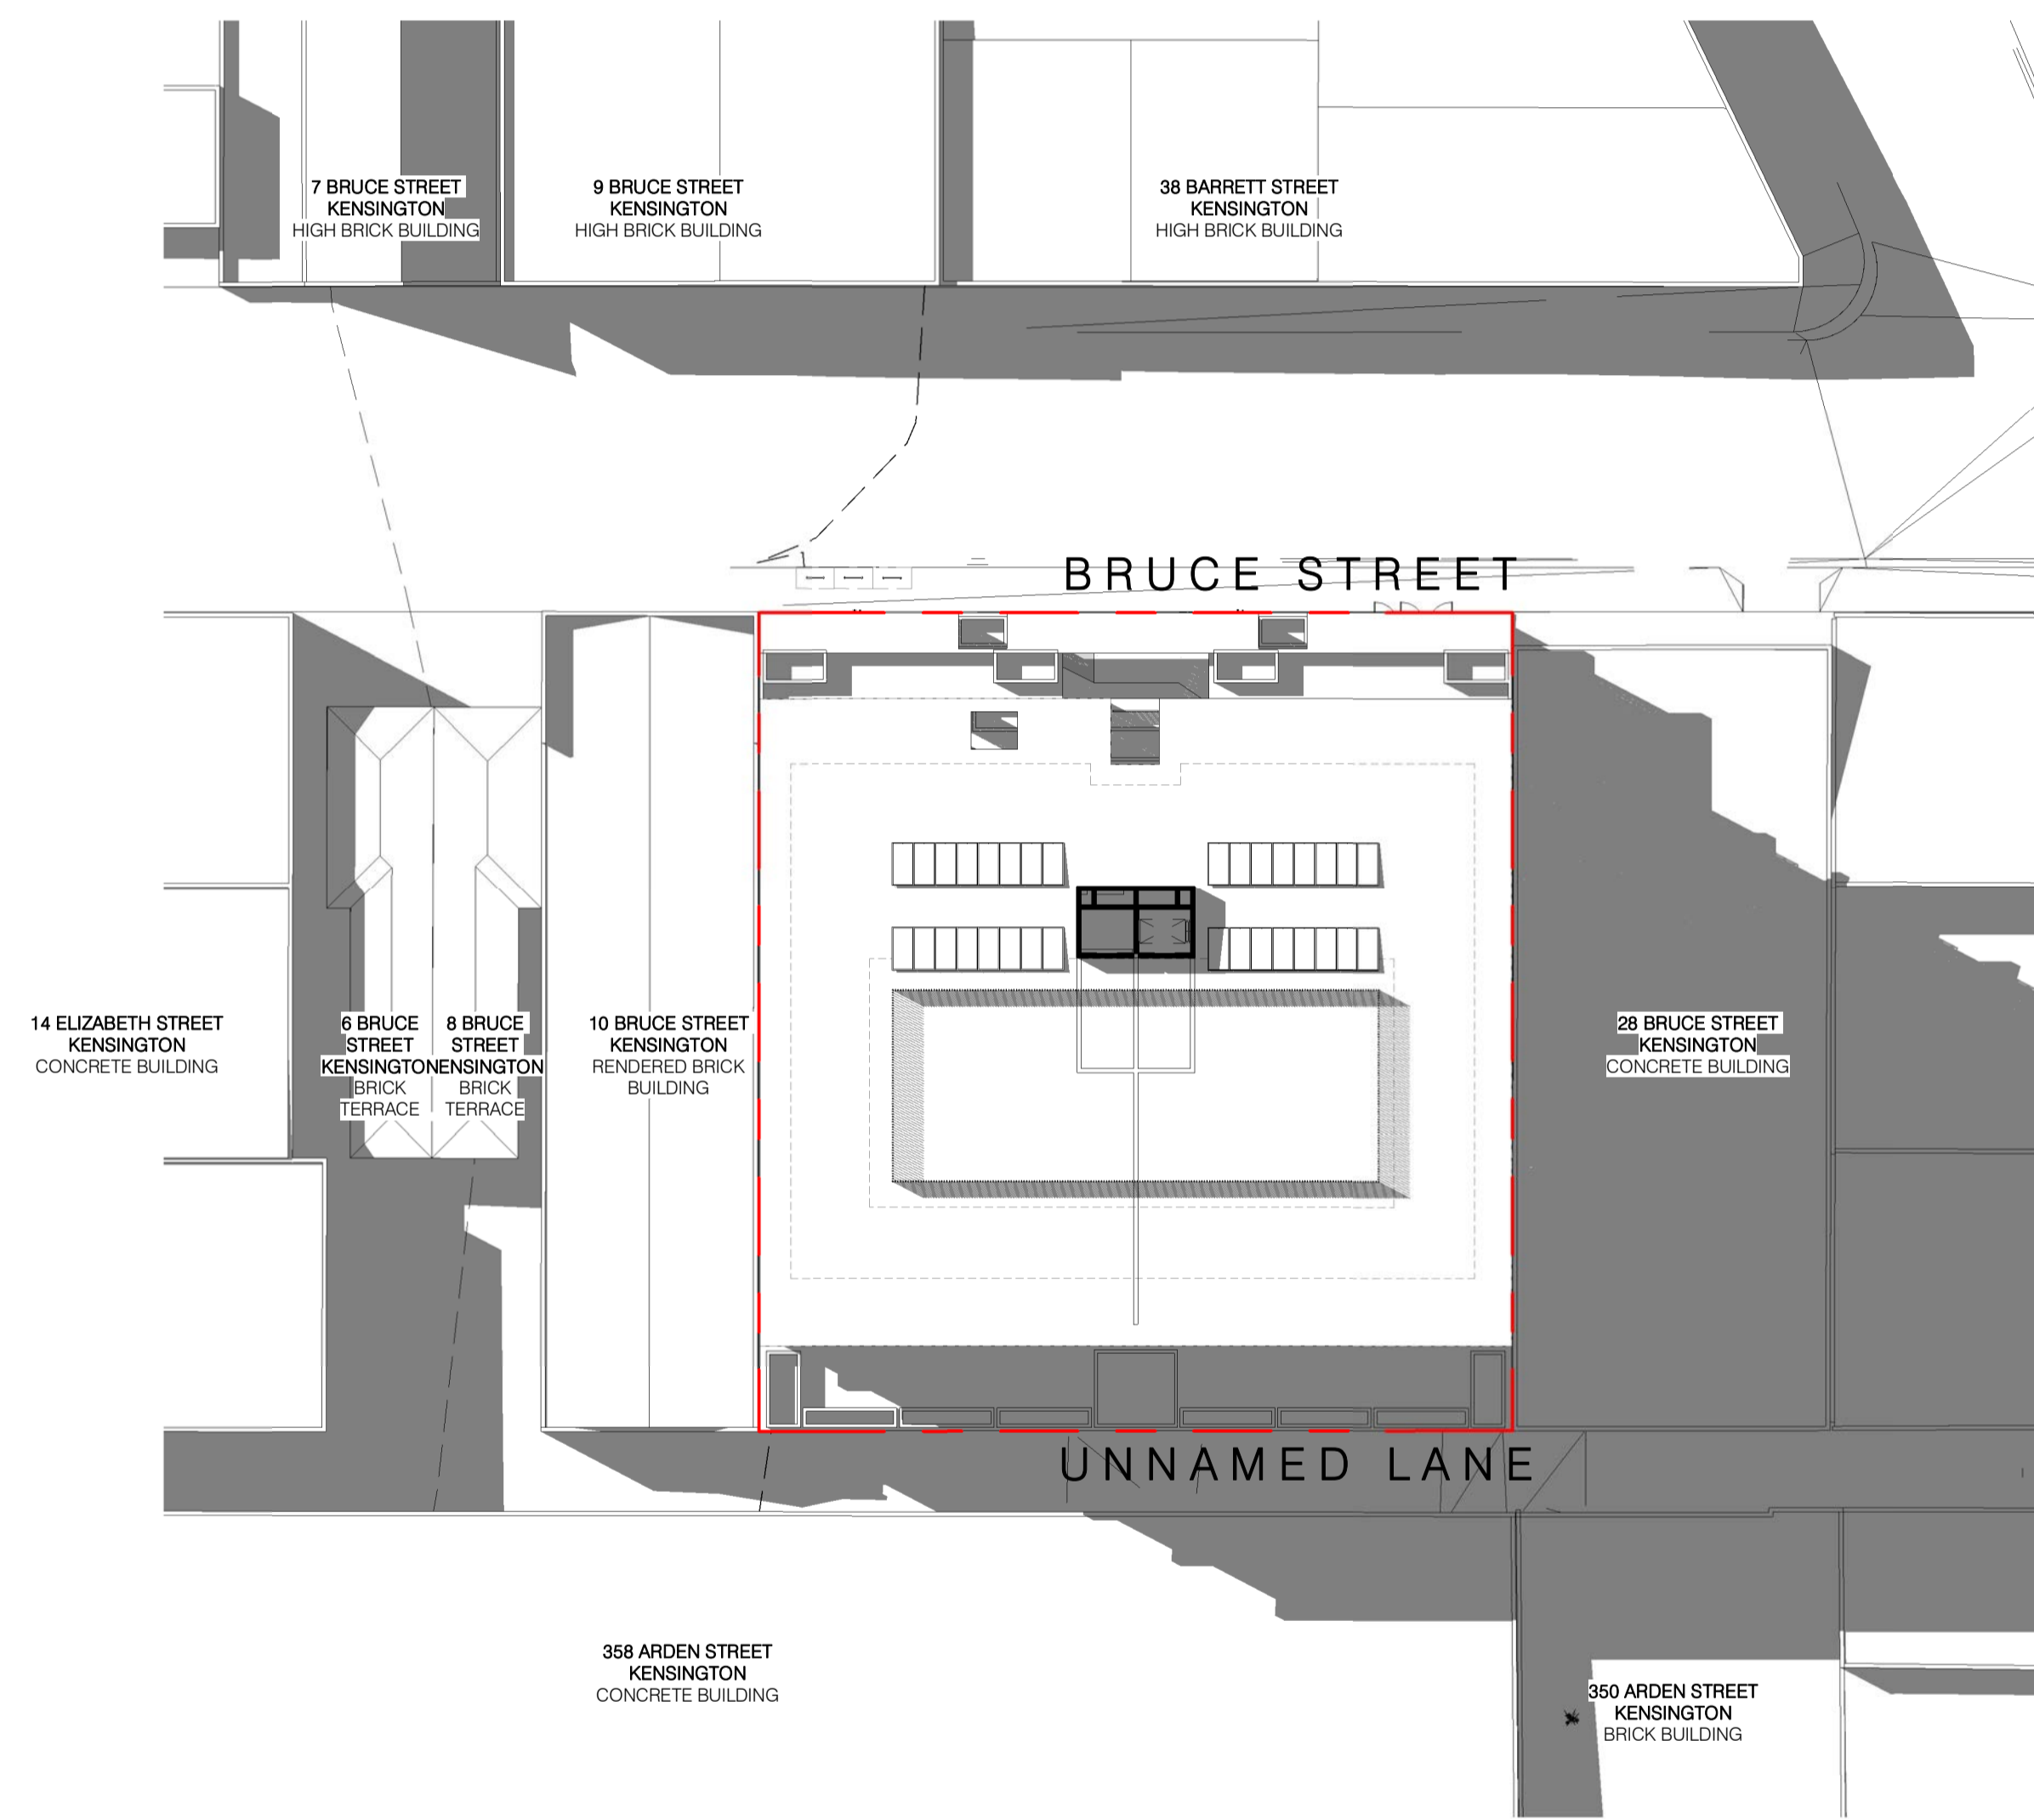 7 BRUCE STREET
KENSINGTON
HIGH BRICK BUILDING
9 BRUCE STREET
KENSINGTON
HIGH BRICK BUILDING
38 BARRETT STREET
KENSINGTON
HIGH BRICK BUILDING
BRUCE STREET
14 ELIZABETH STREET
KENSINGTON
CONCRETE BUILDING
6 BRUCE
STREET
KENSINGTON
BRICK
TERRACE
8 BRUCE
STREET
ENSINGTON
BRICK
TERRACE
10 BRUCE STREET
KENSINGTON
RENDERED BRICK
BUILDING
28 BRUCE STREET
KENSINGTON
CONCRETE BUILDING
UNNAMED LANE
358 ARDEN STREET
KENSINGTON
CONCRETE BUILDING
350 ARDEN STREET
KENSINGTON
BRICK BUILDING